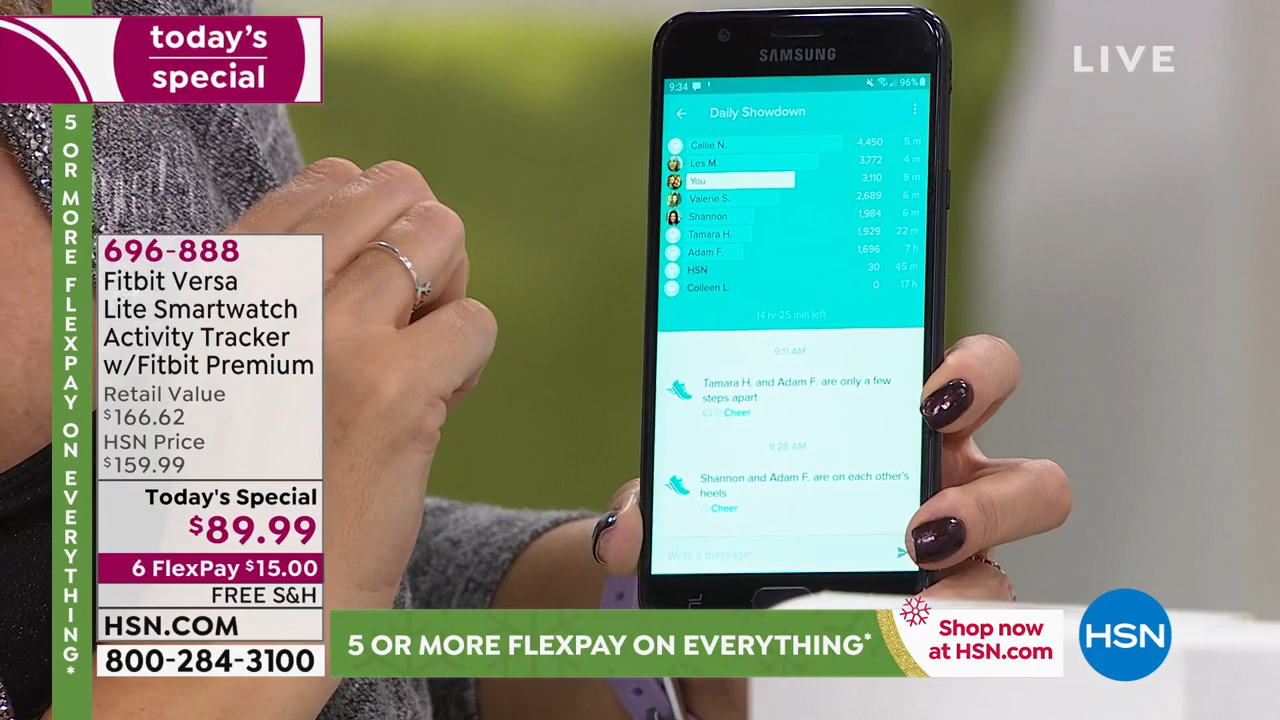 today's
special
LIVE
5 OR MORE FLEXPAY ON EVERYTHING*
696-888
Fitbit Versa
Lite Smartwatch
Activity Tracker
w/Fitbit Premium
Retail Value
$166.62
HSN Price
$159.99
Today's Special
$89.99
6 FlexPay $15.00
FREE S&H
HSN.COM
800-284-3100
SAMSUNG
9:34 96%
Daily Showdown
Callie N. 4,450 5 m
Les M. 3,772 4 m
You 3,110 9 m
Valerie S. 2,689 6 m
Shannon 1,984 6 m
Tamara H. 1,929 22 m
Adam F. 1,696 7 h
HSN 30 45 m
Colleen L. 0 17 h
14 hr 25 min left
9:11 AM
Tamara H. and Adam F. are only a few
steps apart
Cheer
9:28 AM
Shannon and Adam F. are on each other's
heels
Cheer
Write a message
5 OR MORE FLEXPAY ON EVERYTHING*
Shop now
at HSN.com
HSN